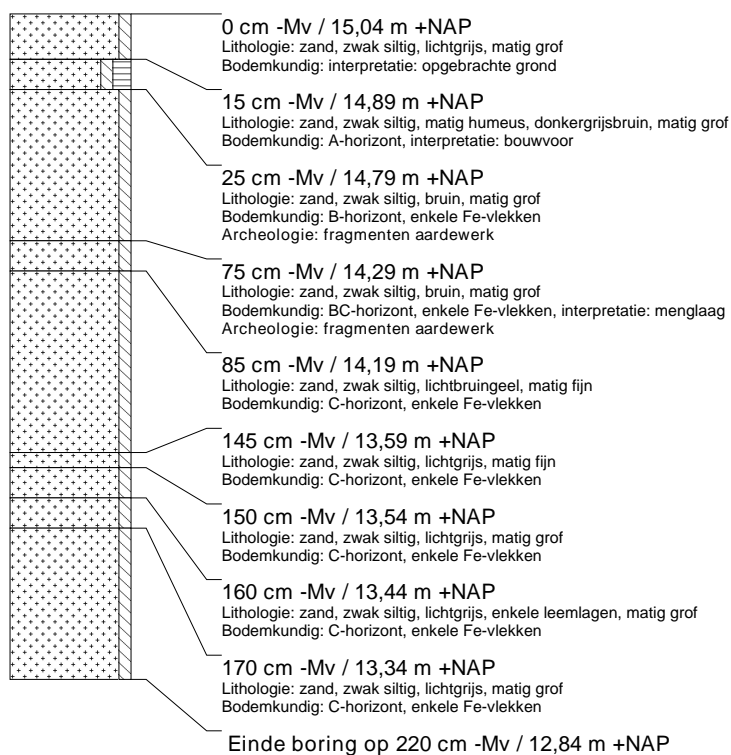 0 cm -Mv / 15,04 m +NAP
Lithologie: zand, zwak siltig, lichtgrijs, matig grof
Bodemkundig: interpretatie: opgebrachte grond
15 cm -Mv / 14,89 m +NAP
Lithologie: zand, zwak siltig, matig humeus, donkergrijsbruin, matig grof
Bodemkundig: A-horizont, interpretatie: bouwvoor
25 cm -Mv / 14,79 m +NAP
Lithologie: zand, zwak siltig, bruin, matig grof
Bodemkundig: B-horizont, enkele Fe-vlekken
Archeologie: fragmenten aardewerk
75 cm -Mv / 14,29 m +NAP
Lithologie: zand, zwak siltig, bruin, matig grof
Bodemkundig: BC-horizont, enkele Fe-vlekken, interpretatie: menglaag
Archeologie: fragmenten aardewerk
85 cm -Mv / 14,19 m +NAP
Lithologie: zand, zwak siltig, lichtbruingeel, matig fijn
Bodemkundig: C-horizont, enkele Fe-vlekken
145 cm -Mv / 13,59 m +NAP
Lithologie: zand, zwak siltig, lichtgrijs, matig fijn
Bodemkundig: C-horizont, enkele Fe-vlekken
150 cm -Mv / 13,54 m +NAP
Lithologie: zand, zwak siltig, lichtgrijs, matig grof
Bodemkundig: C-horizont, enkele Fe-vlekken
160 cm -Mv / 13,44 m +NAP
Lithologie: zand, zwak siltig, lichtgrijs, enkele leemlagen, matig grof
Bodemkundig: C-horizont, enkele Fe-vlekken
170 cm -Mv / 13,34 m +NAP
Lithologie: zand, zwak siltig, lichtgrijs, matig grof
Bodemkundig: C-horizont, enkele Fe-vlekken
Einde boring op 220 cm -Mv / 12,84 m +NAP